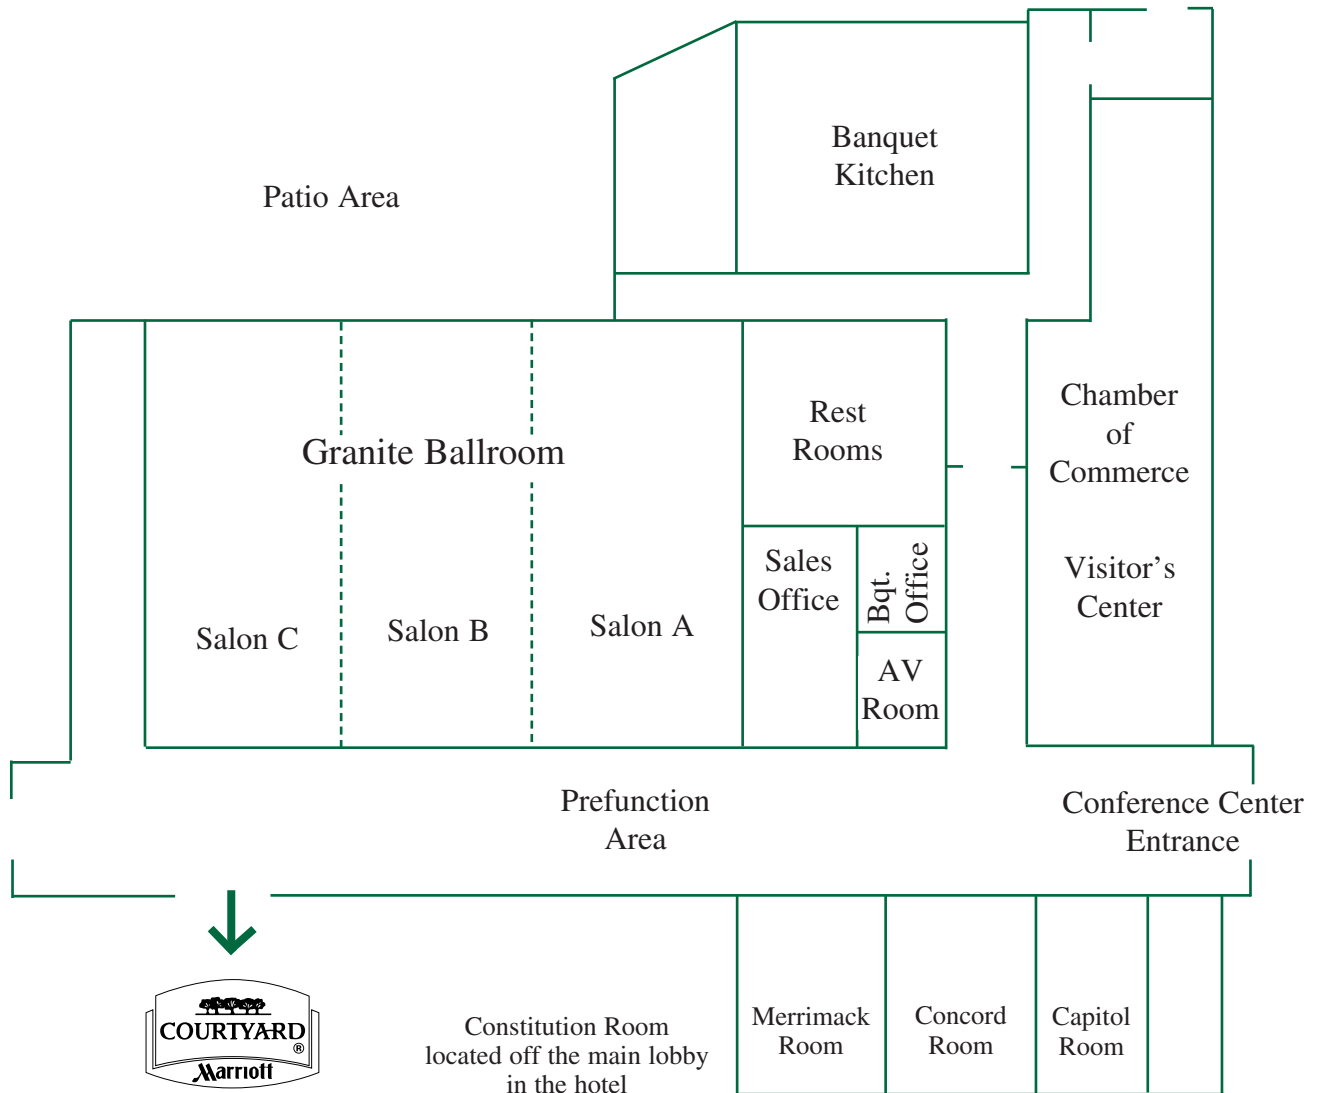 Banquet
Kitchen
Patio Area
Chamber
of
Commerce
Rest
Rooms
Granite Ballroom
Sales
Office
Bqt.
Office
Visitor's
Center
Salon C
Salon B
Salon A
AV
Room
Prefunction
Area
Conference Center
Entrance
COURTYARD
®
Marriott
Constitution Room
located off the main lobby
in the hotel
Merrimack
Room
Concord
Room
Capitol
Room